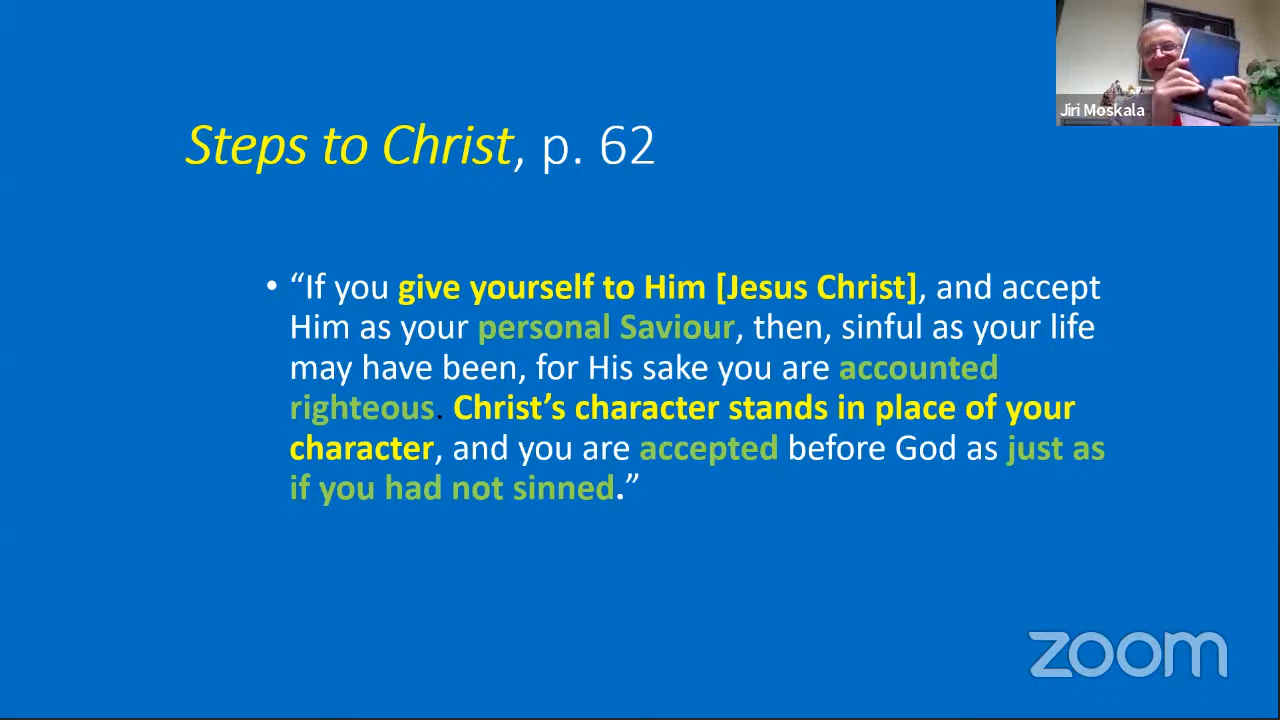 Jiri Moskala
Steps to Christ, p. 62
• “If you give yourself to Him [Jesus Christ], and accept
Him as your personal Saviour, then, sinful as your life
may have been, for His sake you are accounted
righteous. Christ’s character stands in place of your
character, and you are accepted before God as just as
if you had not sinned.”
zoom